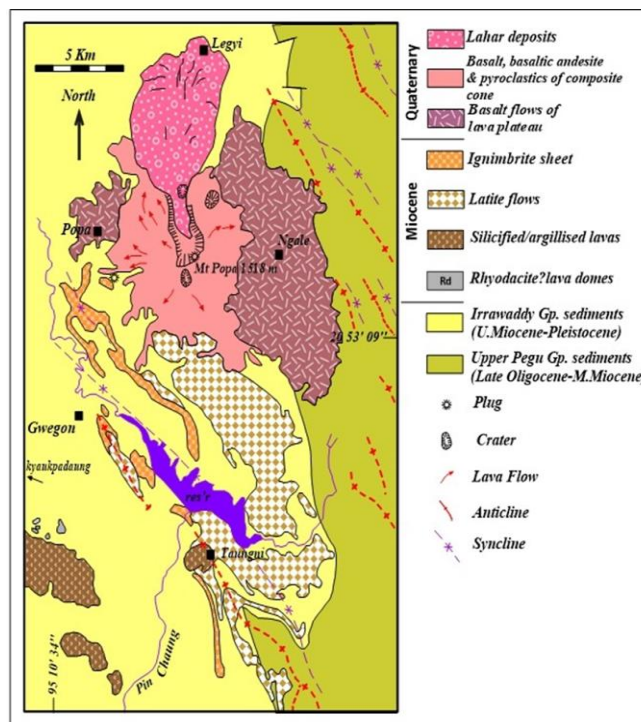 Legyi
5 Km
North
Popa
Ngale
Mt Popa 1518 m
20 53' 09"
Gwegon
kyaukpadaung
res'r
Taungni
Pin Chaung
95 10' 34"
Quaternary
Lahar deposits
Basalt, basaltic andesite
& pyroclastics of composite
cone
Basalt flows of
lava plateau
Miocene
Ignimbrite sheet
Latite flows
Silicified/argillised lavas
Rd
Rhyodacite?lava domes
Irrawaddy Gp. sediments
(U.Miocene-Pleistocene)
Upper Pegu Gp. sediments
(Late Oligocene-M.Miocene)
Plug
Crater
Lava Flow
Anticline
Syncline